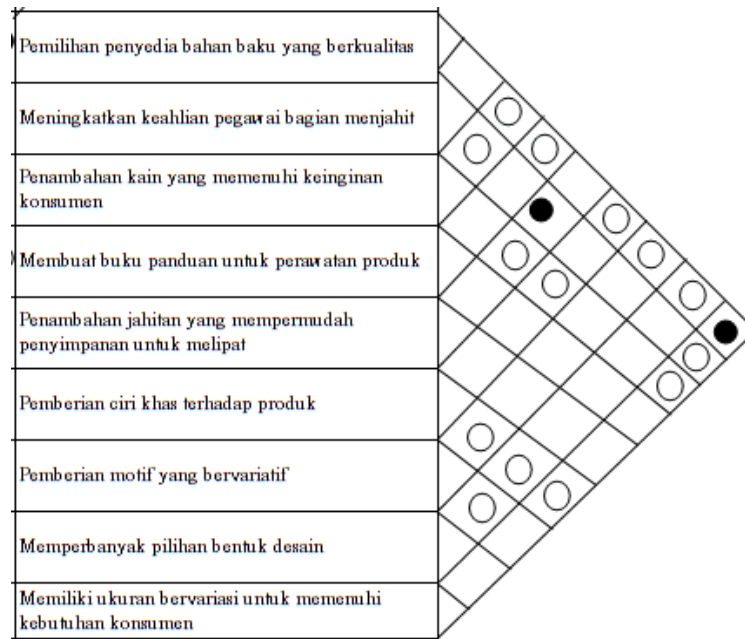 Pemilihan penyedia bahan baku yang berkualitas
Meningkatkan keahlian pegawai bagian menjahit
Penambahan kain yang memenuhi keinginan
konsumen
Membuat buku panduan untuk perawatan produk
Penambahan jahitan yang mempermudah
penyimpanan untuk melipat
Pemberian ciri khas terhadap produk
Pemberian motif yang bervariatif
Memperbanyak pilihan bentuk desain
Memiliki ukuran bervariasi untuk memenuhi
kebutuhan konsumen